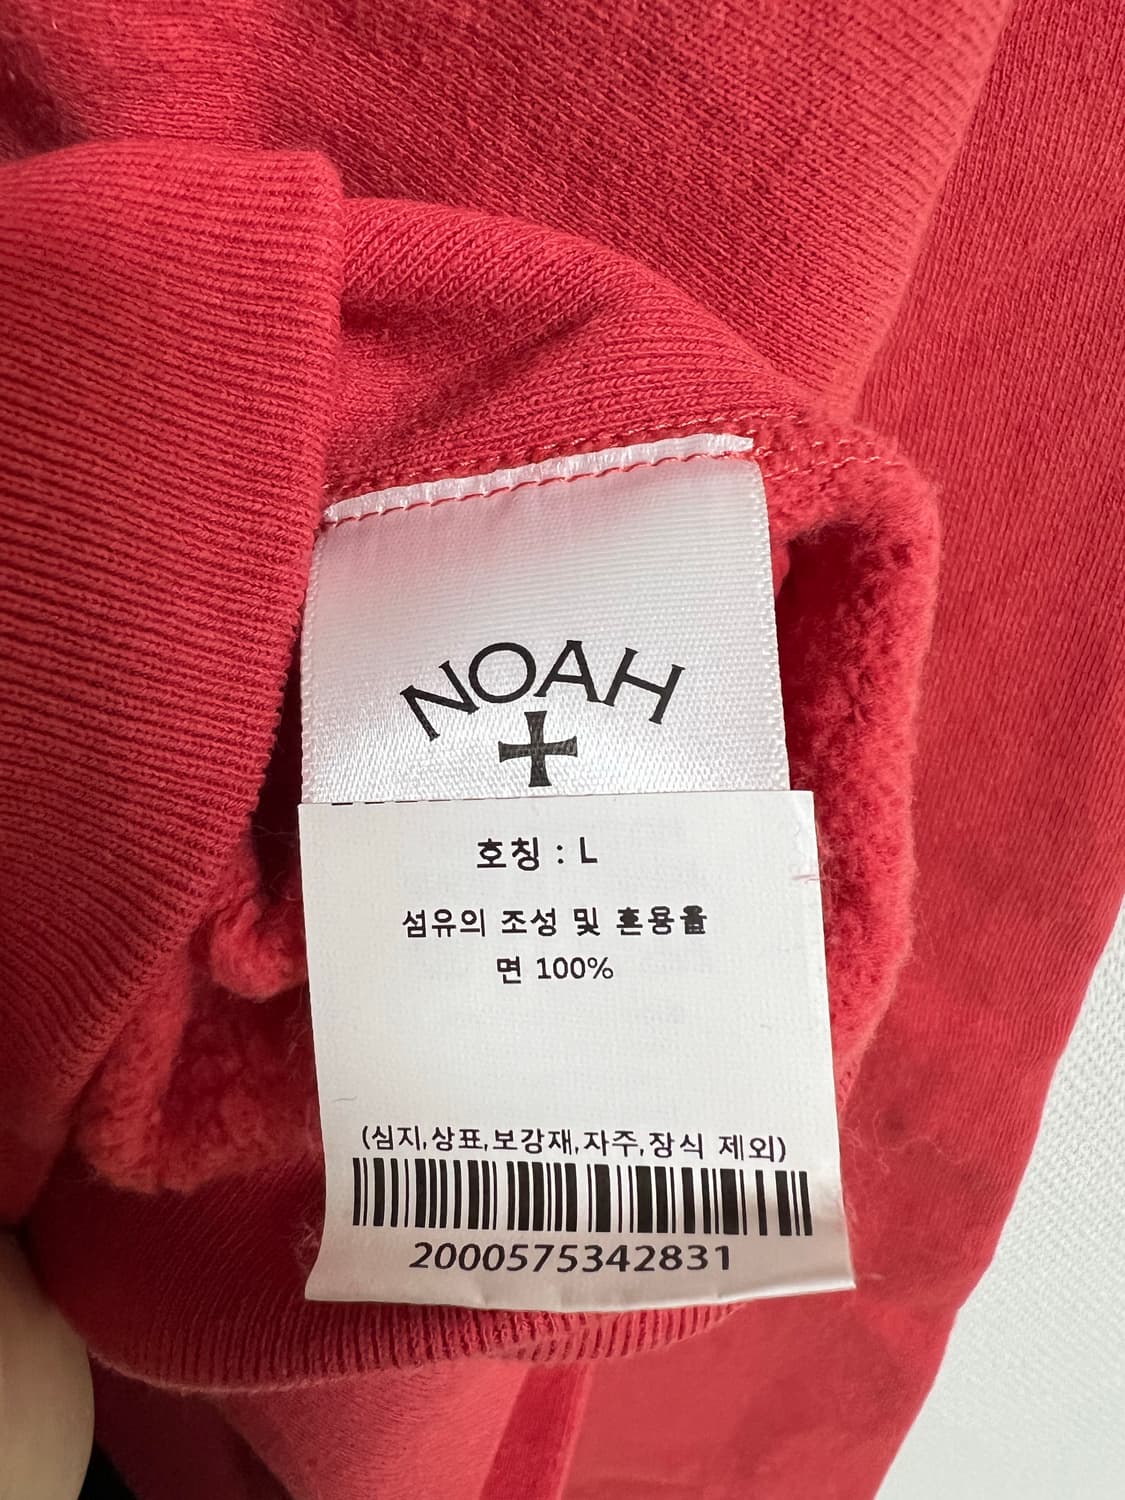 NOAH
호칭 : L
섬유의 조성 및 혼용율
면 100%
(심지,상표,보강재,자주,장식 제외)
2000575342831